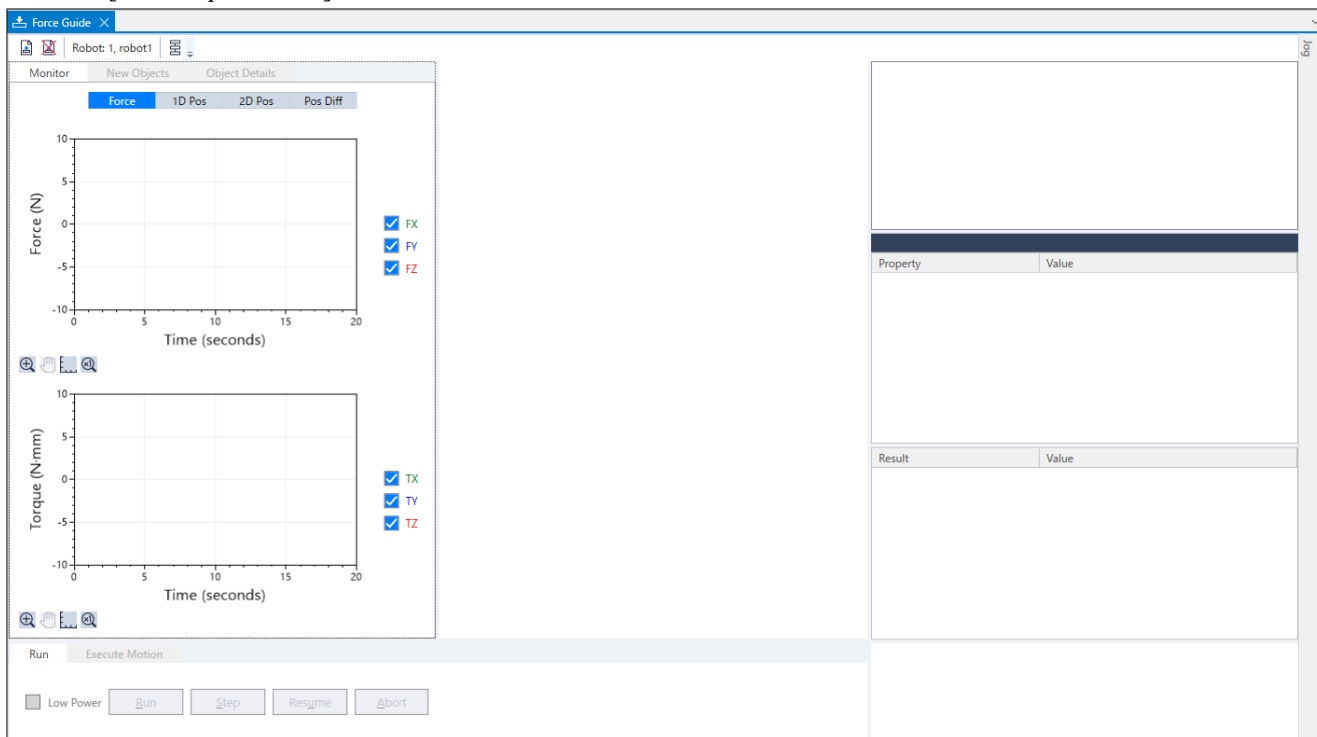 Force Guide
Robot: 1, robot1
Jog
Monitor New Objects Object Details
Force 1D Pos 2D Pos Pos Diff
10
5
0
-5
-10
Force (N)
0 5 10 15 20
Time (seconds)
FX
FY
FZ
10
5
0
-5
-10
Torque (N·mm)
0 5 10 15 20
Time (seconds)
TX
TY
TZ
Property Value
Result Value
Run Execute Motion
Low Power Run Step Resume Abort